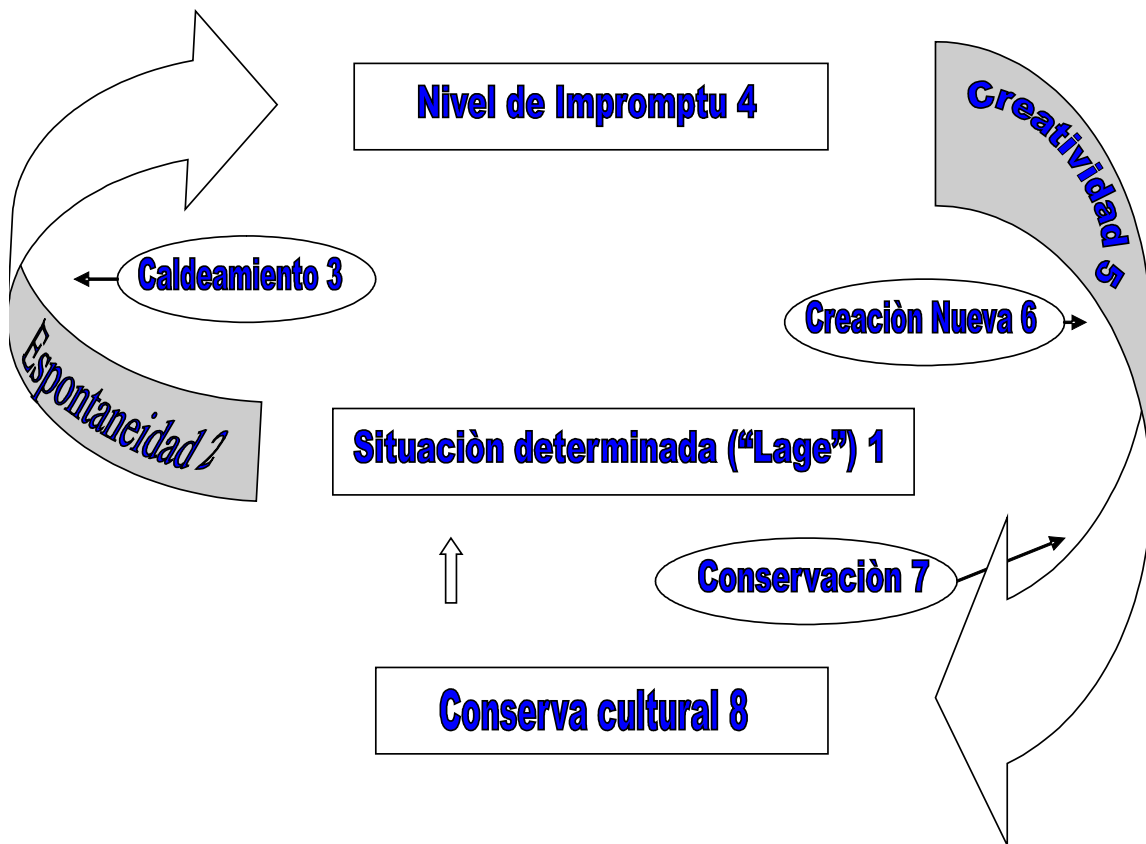 Nivel de Impromptu 4
Creatividad 5
Caldeamiento 3
Creaciòn Nueva 6
Espontaneidad 2
Situaciòn determinada (“Lage”) 1
Conservaciòn 7
Conserva cultural 8